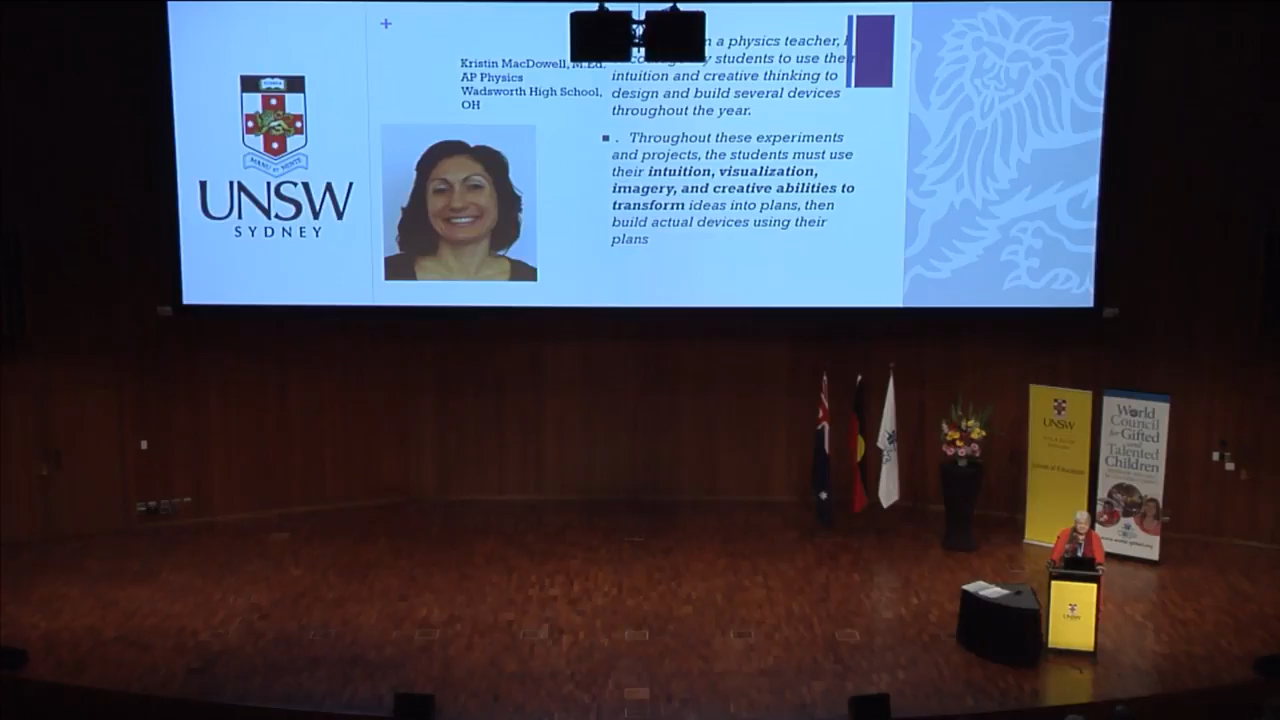 Kristin MacDowell, M.Ed.
AP Physics
Wadsworth High School,
OH
a physics teacher,
students to use their
intuition and creative thinking to
design and build several devices
throughout the year.
. Throughout these experiments
and projects, the students must use
their intuition, visualization,
imagery, and creative abilities to
transform ideas into plans, then
build actual devices using their
plans
UNSW
SYDNEY
UNSW
World
Council
for Gifted
and
Talented
Children
UNSW